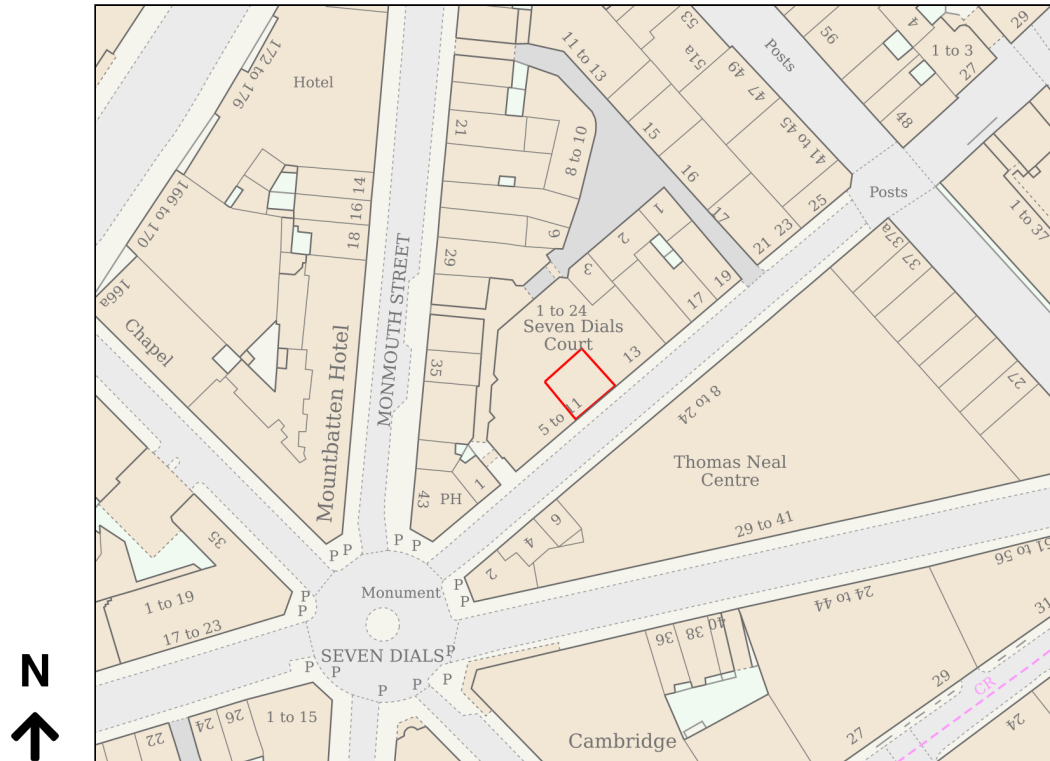 53
56
4
29
172 to 176
Hotel
11 to 13
51a
Posts
1 to 3
49
27
47
21
8 to 10
15
48
41 to 45
16
14
166 to 170
16
1
Posts
18
17
25
1 to 37
2
23
37a
9
21
29
3
37
166a
MONMOUTH STREET
19
17
1 to 24
Seven Dials
Court
Chapel
13
35
Mountbatten Hotel
27
8 to 24
5 to 11
Thomas Neal
Centre
43
PH
1
6
29 to 41
4
35
P P
P P
51 to 56
2
Monument
P
P
P
P
1 to 19
24 to 44
31
17 to 23
40
38
36
SEVEN DIALS
P
P
P
P
P
P
29
CR
N
26
24
22
1 to 15
24
27
Cambridge